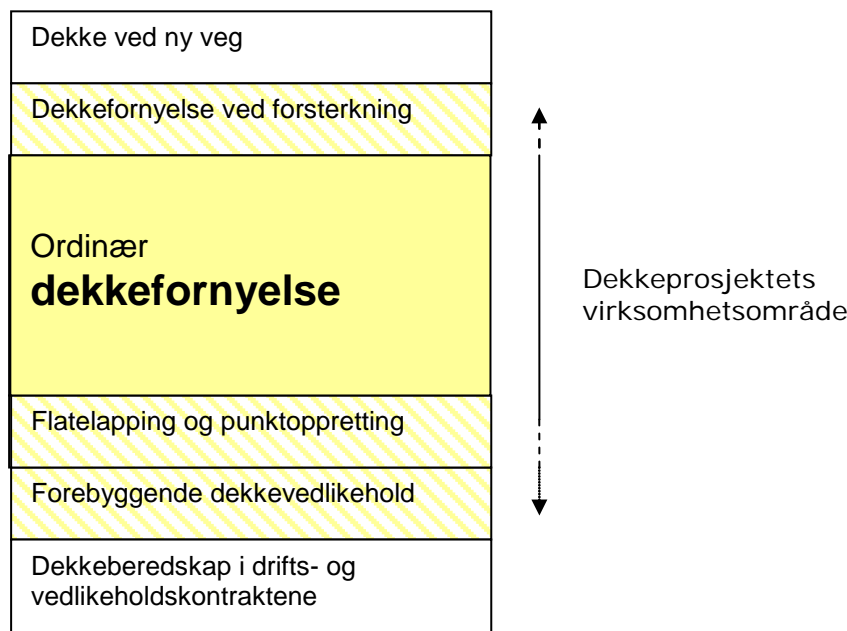 Dekke ved ny veg
Dekkefornyelse ved forsterkning
Ordinær
dekkefornyelse
Flatelapping og punktoppretting
Forebyggende dekkevedlikehold
Dekkeberedskap i drifts- og
vedlikeholdskontraktene
Dekkeprosjektets
virksomhetsområde